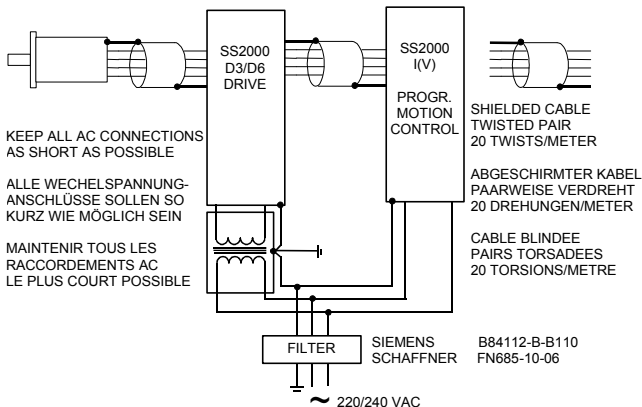 SS2000
D3/D6
DRIVE
SS2000
I(V)
PROGR.
MOTION
CONTROL
KEEP ALL AC CONNECTIONS
AS SHORT AS POSSIBLE
ALLE WECHELSPANNUNG-
ANSCHLÜSSE SOLLEN SO
KURZ WIE MÖGLICH SEIN
MAINTENIR TOUS LES
RACCORDEMENTS AC
LE PLUS COURT POSSIBLE
SHIELDED CABLE
TWISTED PAIR
20 TWISTS/METER
ABGESCHIRMTER KABEL
PAARWEISE VERDREHT
20 DREHUNGEN/METER
CABLE BLINDEE
PAIRS TORSADEES
20 TORSIONS/METRE
FILTER
SIEMENS B84112-B-B110
SCHAFFNER FN685-10-06
~ 220/240 VAC